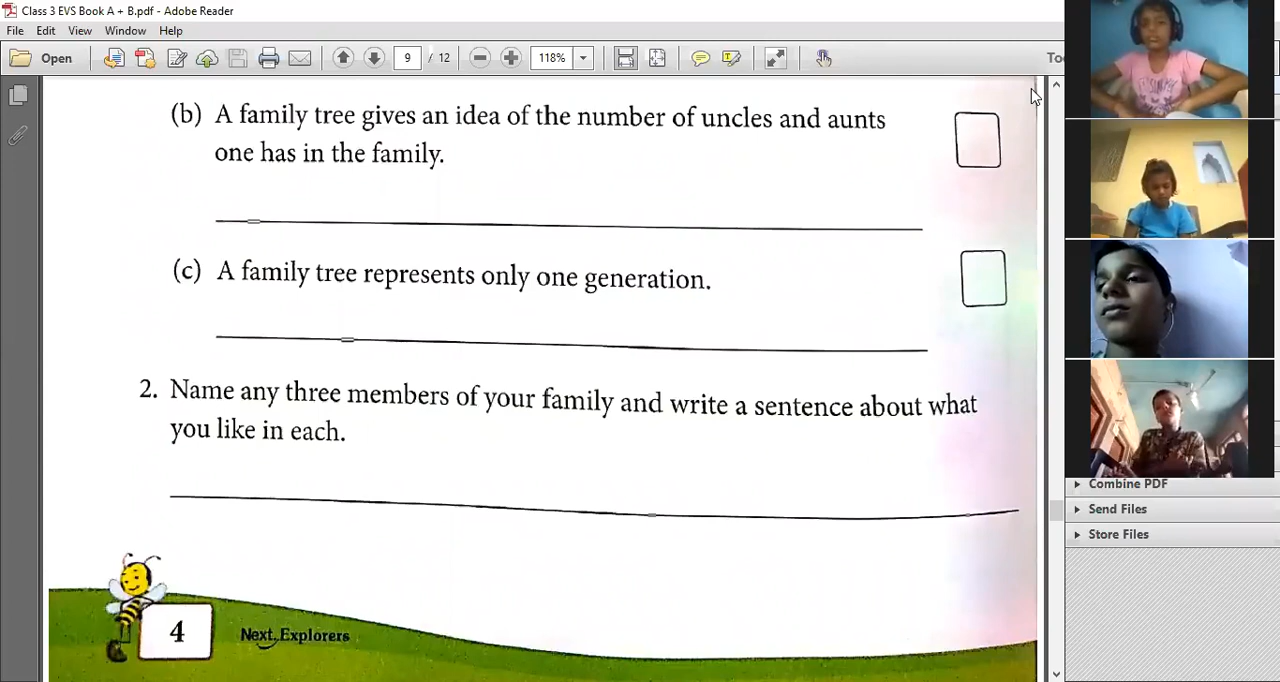 Class 3 EVS Book A + B.pdf - Adobe Reader
File Edit View Window Help
Open 9 / 12 118%
(b) A family tree gives an idea of the number of uncles and aunts
one has in the family.
(c) A family tree represents only one generation.
2. Name any three members of your family and write a sentence about what
you like in each.
4 Next Explorers
Combine PDF
Send Files
Store Files